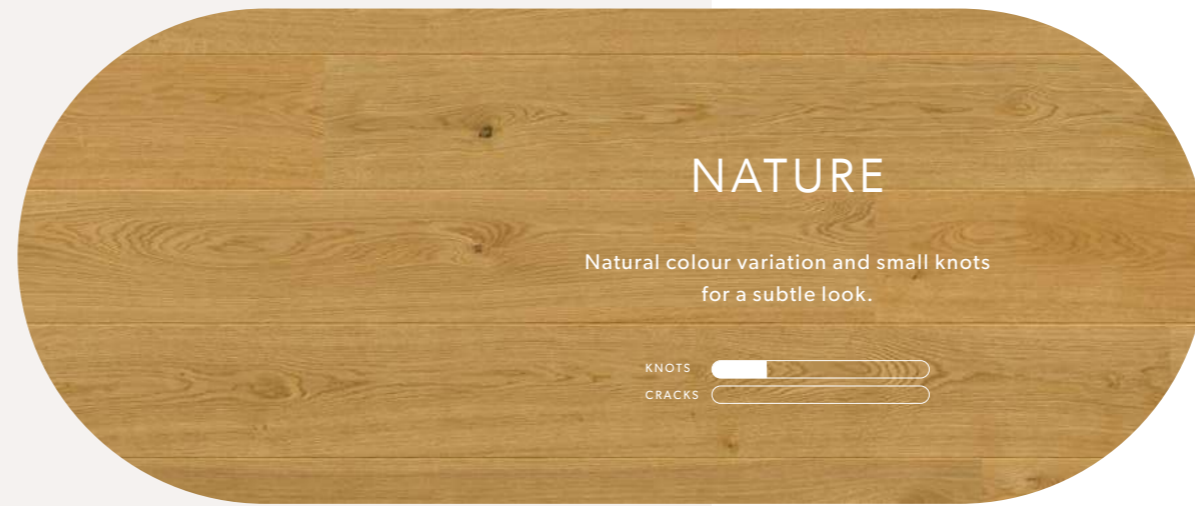 NATURE
Natural colour variation and small knots
for a subtle look.
KNOTS
CRACKS